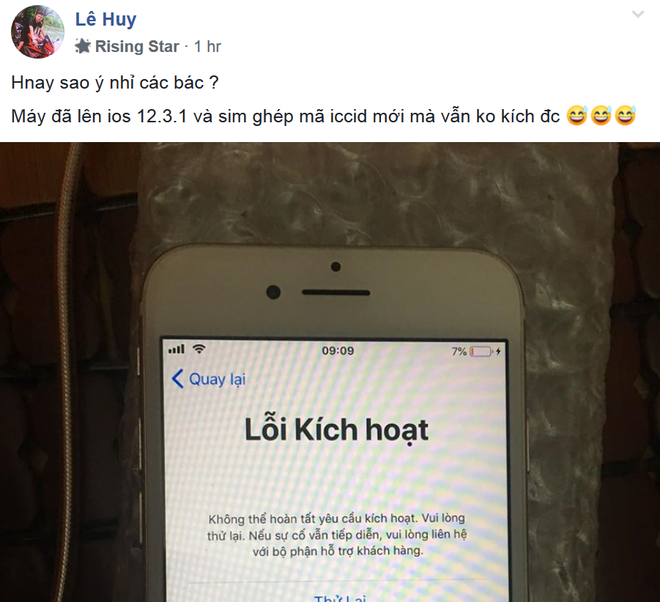 Lê Huy
Rising Star · 1 hr
Hnay sao ý nhỉ các bác ?
Máy đã lên ios 12.3.1 và sim ghép mã iccid mới mà vẫn ko kích đc 😅😅😅
09:09
7%
Quay lại
Lỗi Kích hoạt
Không thể hoàn tất yêu cầu kích hoạt. Vui lòng
thử lại. Nếu sự cố vẫn tiếp diễn, vui lòng liên hệ
với bộ phận hỗ trợ khách hàng.
Thử Lại